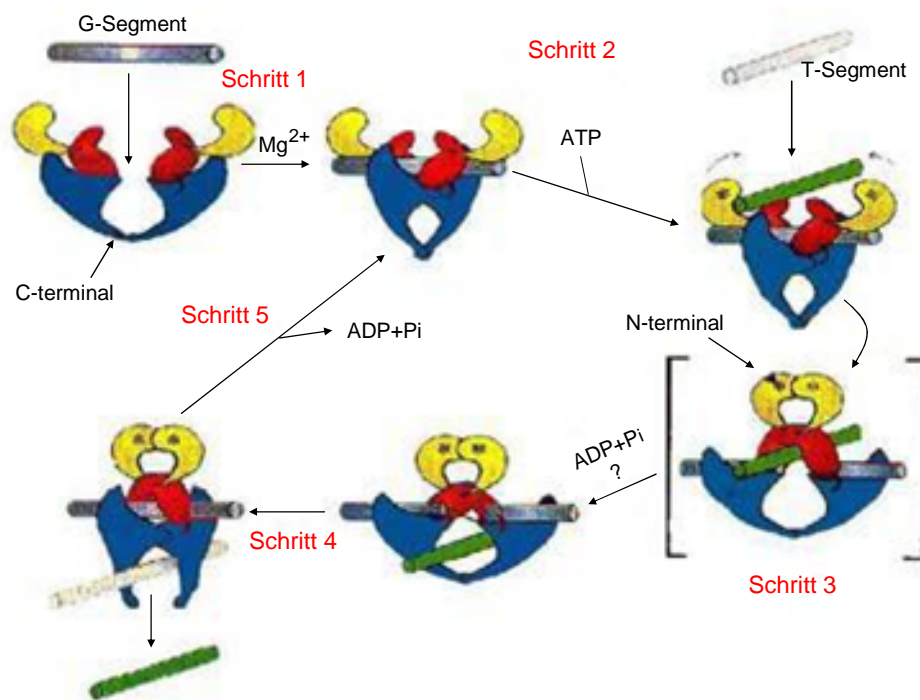 G-Segment
Schritt 1
Schritt 2
T-Segment
Mg2+
ATP
C-terminal
Schritt 5
ADP+Pi
N-terminal
ADP+Pi
?
Schritt 4
Schritt 3